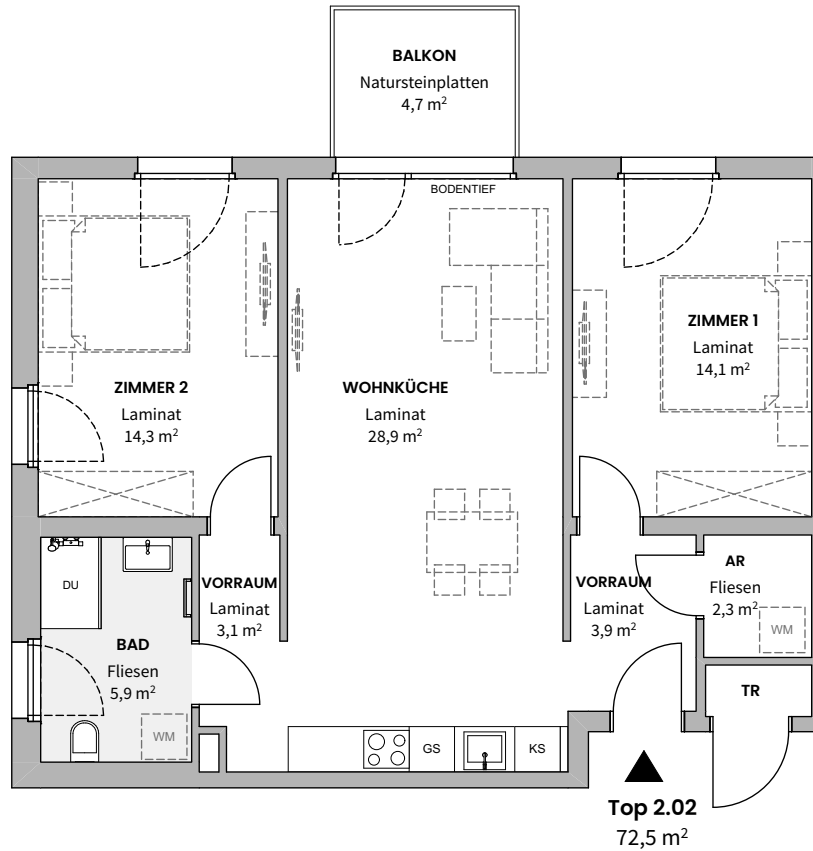 BALKON
Natursteinplatten
4,7 m²
BODENTIEF
ZIMMER 1
Laminat
14,1 m²
ZIMMER 2
Laminat
14,3 m²
WOHNKÜCHE
Laminat
28,9 m²
DU
VORRAUM
Laminat
3,1 m²
VORRAUM
Laminat
3,9 m²
AR
Fliesen
2,3 m²
WM
BAD
Fliesen
5,9 m²
WM
TR
GS
KS
Top 2.02
72,5 m²